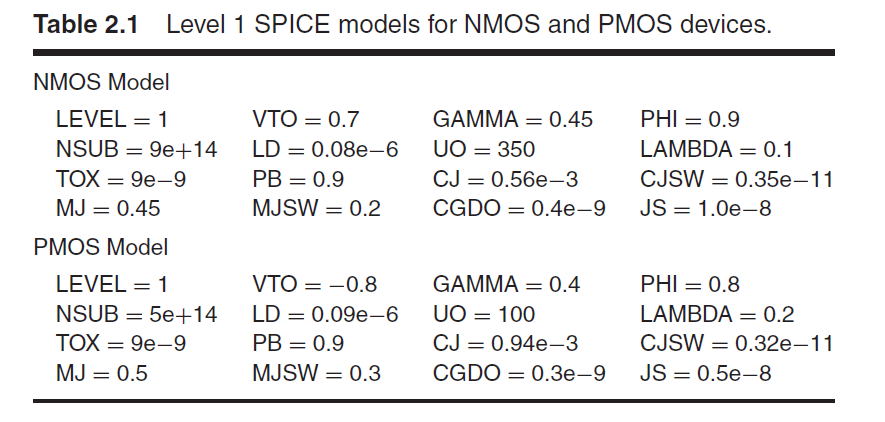 Table 2.1 Level 1 SPICE models for NMOS and PMOS devices.
NMOS Model
LEVEL = 1 VTO = 0.7 GAMMA = 0.45 PHI = 0.9
NSUB = 9e+14 LD = 0.08e−6 UO = 350 LAMBDA = 0.1
TOX = 9e−9 PB = 0.9 CJ = 0.56e−3 CJSW = 0.35e−11
MJ = 0.45 MJSW = 0.2 CGDO = 0.4e−9 JS = 1.0e−8
PMOS Model
LEVEL = 1 VTO = −0.8 GAMMA = 0.4 PHI = 0.8
NSUB = 5e+14 LD = 0.09e−6 UO = 100 LAMBDA = 0.2
TOX = 9e−9 PB = 0.9 CJ = 0.94e−3 CJSW = 0.32e−11
MJ = 0.5 MJSW = 0.3 CGDO = 0.3e−9 JS = 0.5e−8